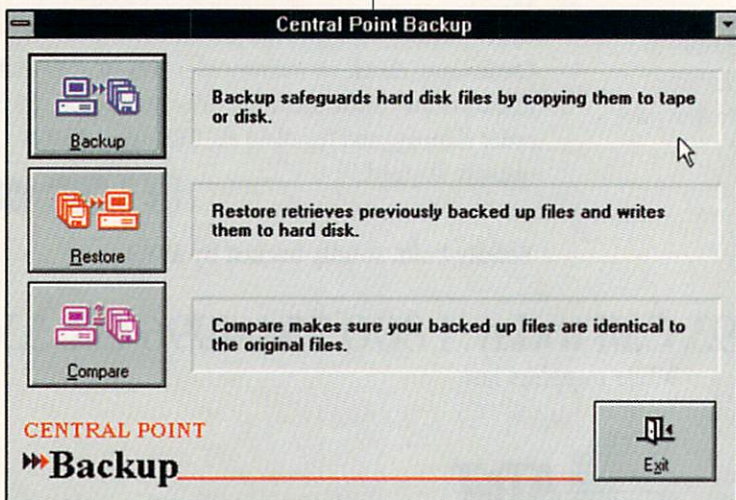 Central Point Backup
Backup
Backup safeguards hard disk files by copying them to tape
or disk.
Restore
Restore retrieves previously backed up files and writes
them to hard disk.
Compare
Compare makes sure your backed up files are identical to
the original files.
CENTRAL POINT
Backup
Exit